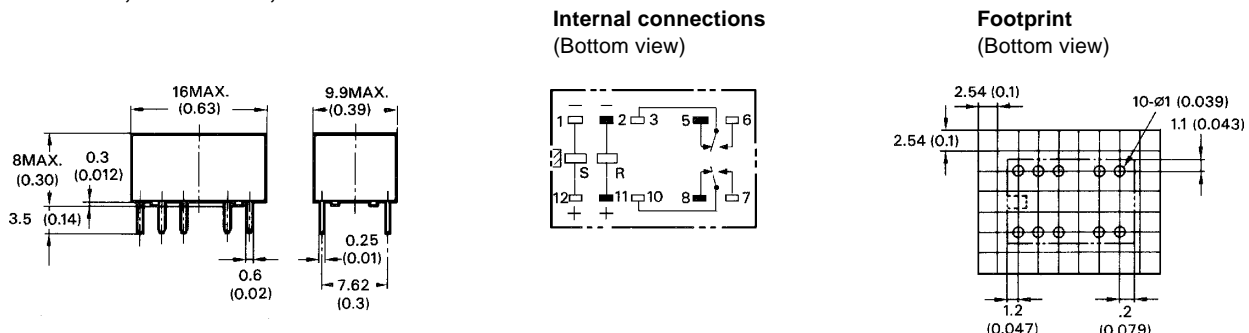 Internal connections
(Bottom view)
Footprint
(Bottom view)
16MAX.
(0.63)
9.9MAX.
(0.39)
8MAX.
(0.30)
0.3
(0.012)
3.5 (0.14)
0.6
(0.02)
0.25
(0.01)
7.62
(0.3)
1 2 3 5 6
S R
12 11 10 8 7
+ +
2.54 (0.1)
10-ø1 (0.039)
1.1 (0.043)
2.54 (0.1)
1.2
(0.047)
.2
(0.079)